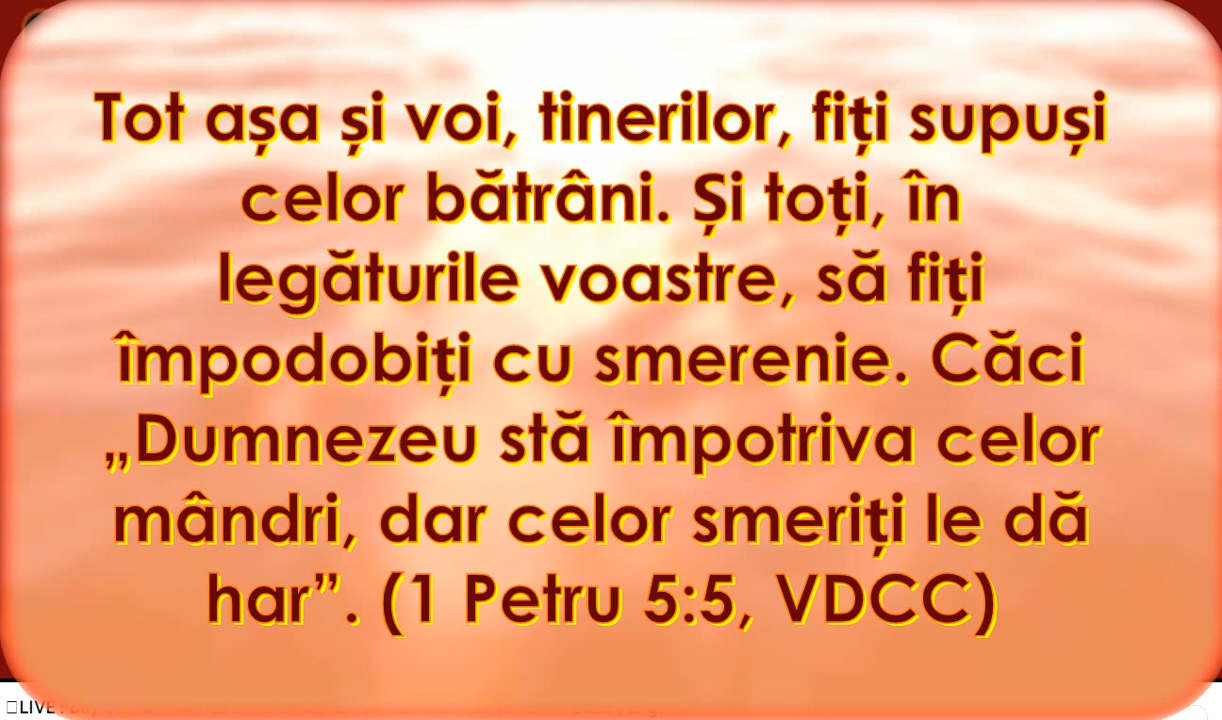 Tot așa și voi, tinerilor, fiți supuși
celor bătrâni. Și toți, în
legăturile voastre, să fiți
împodobiți cu smerenie. Căci
„Dumnezeu stă împotriva celor
mândri, dar celor smeriți le dă
har”. (1 Petru 5:5, VDCC)
LIVE :